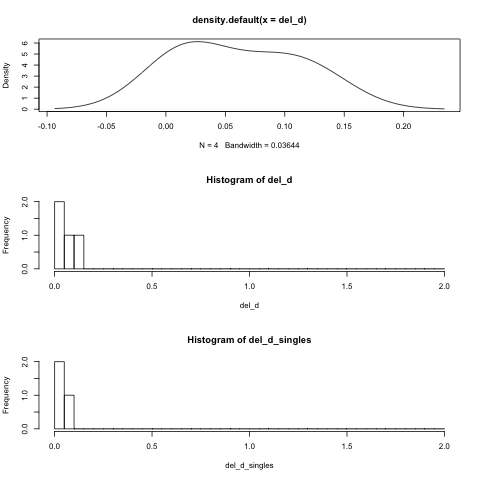 density.default(x = del_d)
Density
0 1 2 3 4 5 6
-0.10 -0.05 0.00 0.05 0.10 0.15 0.20
N = 4 Bandwidth = 0.03644
Histogram of del_d
Frequency
0.0 1.0 2.0
0.0 0.5 1.0 1.5 2.0
del_d
Histogram of del_d_singles
Frequency
0.0 1.0 2.0
0.0 0.5 1.0 1.5 2.0
del_d_singles